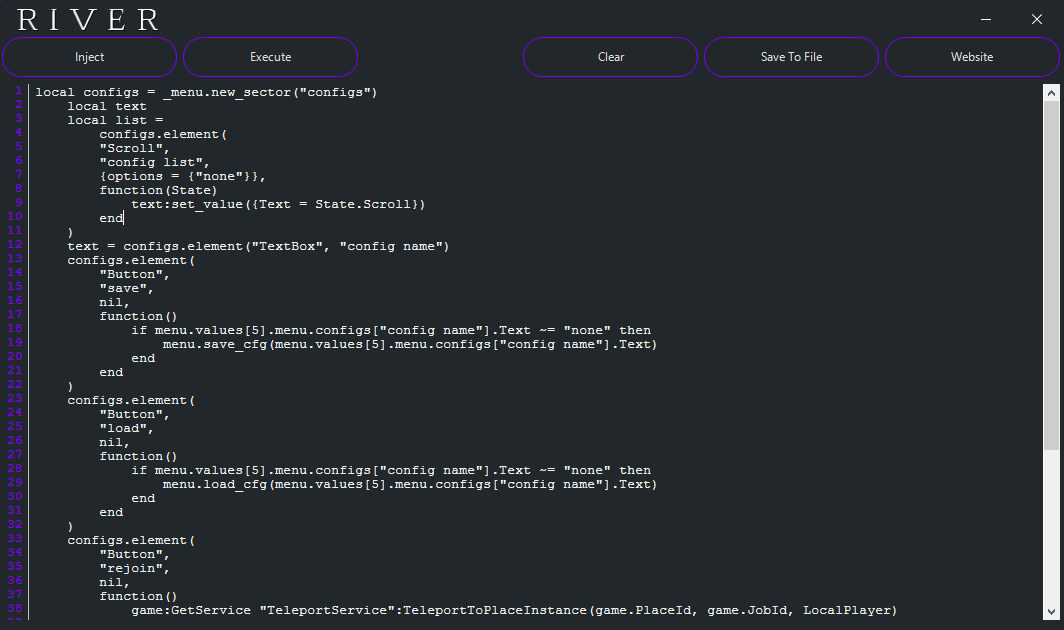 RIVER
Inject Execute Clear Save To File Website
1 local configs = _menu.new_sector("configs")
2     local text
3     local list =
4         configs.element(
5         "Scroll",
6         "config list",
7         {options = {"none"}},
8         function(State)
9             text:set_value({Text = State.Scroll})
10         end
11     )
12     text = configs.element("TextBox", "config name")
13     configs.element(
14         "Button",
15         "save",
16         nil,
17         function()
18             if menu.values[5].menu.configs["config name"].Text ~= "none" then
19                 menu.save_cfg(menu.values[5].menu.configs["config name"].Text)
20             end
21         end
22     )
23     configs.element(
24         "Button",
25         "load",
26         nil,
27         function()
28             if menu.values[5].menu.configs["config name"].Text ~= "none" then
29                 menu.load_cfg(menu.values[5].menu.configs["config name"].Text)
30             end
31         end
32     )
33     configs.element(
34         "Button",
35         "rejoin",
36         nil,
37         function()
38             game:GetService "TeleportService":TeleportToPlaceInstance(game.PlaceId, game.JobId, LocalPlayer)